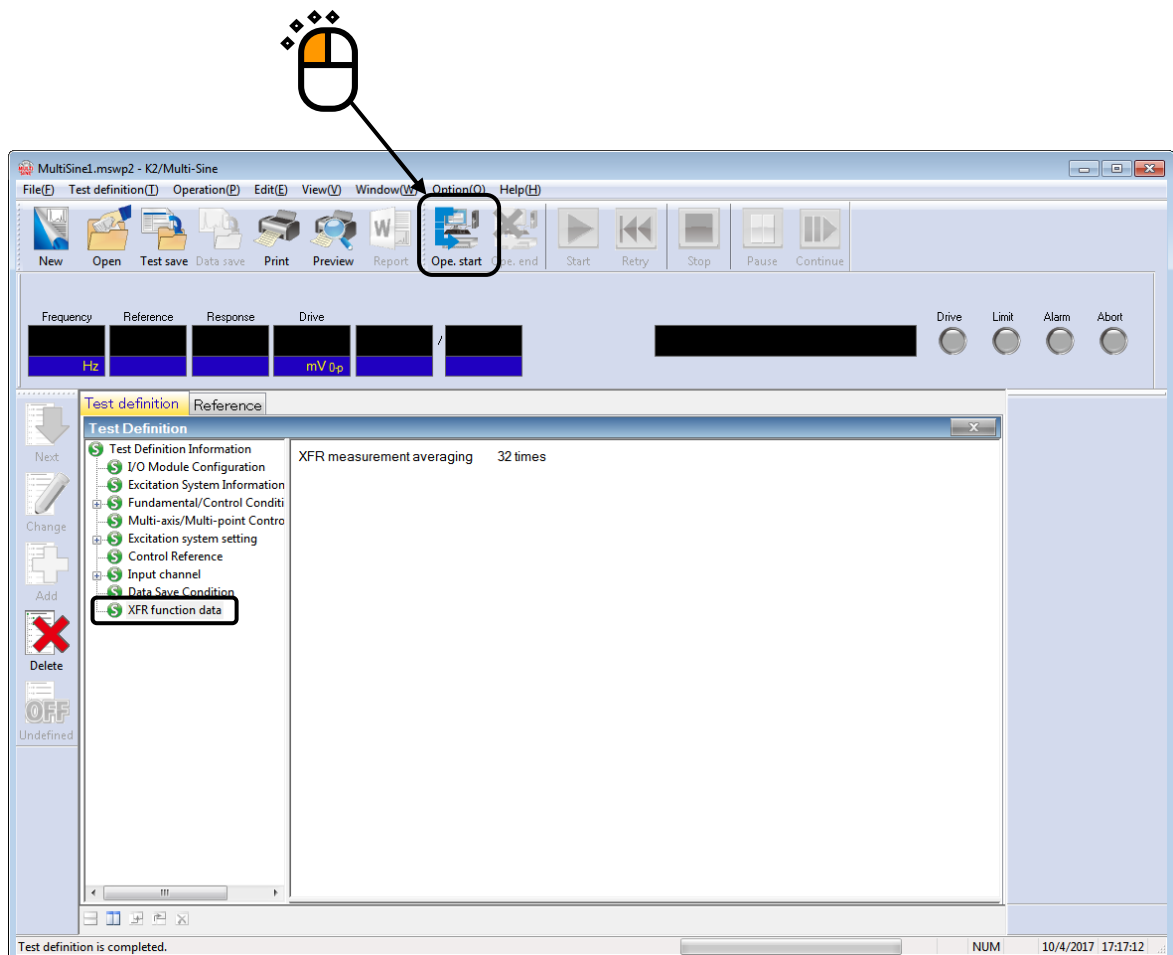 MultiSine1.mswp2 - K2/Multi-Sine
File(F) Test definition(T) Operation(P) Edit(E) View(V) Window(W) Option(O) Help(H)
New Open Test save Data save Print Preview Report Ope. start Ope. end Start Retry Stop Pause Continue
Frequency Reference Response Drive Drive Limit Alarm Abort
/
Hz mV 0-p
Test definition Reference
Test Definition
Test Definition Information
I/O Module Configuration
Excitation System Information
Fundamental/Control Conditi
Multi-axis/Multi-point Contro
Excitation system setting
Control Reference
Input channel
Data Save Condition
XFR function data
XFR measurement averaging 32 times
Next
Change
Add
Delete
OFF
Undefined
Test definition is completed. NUM 10/4/2017 17:17:12